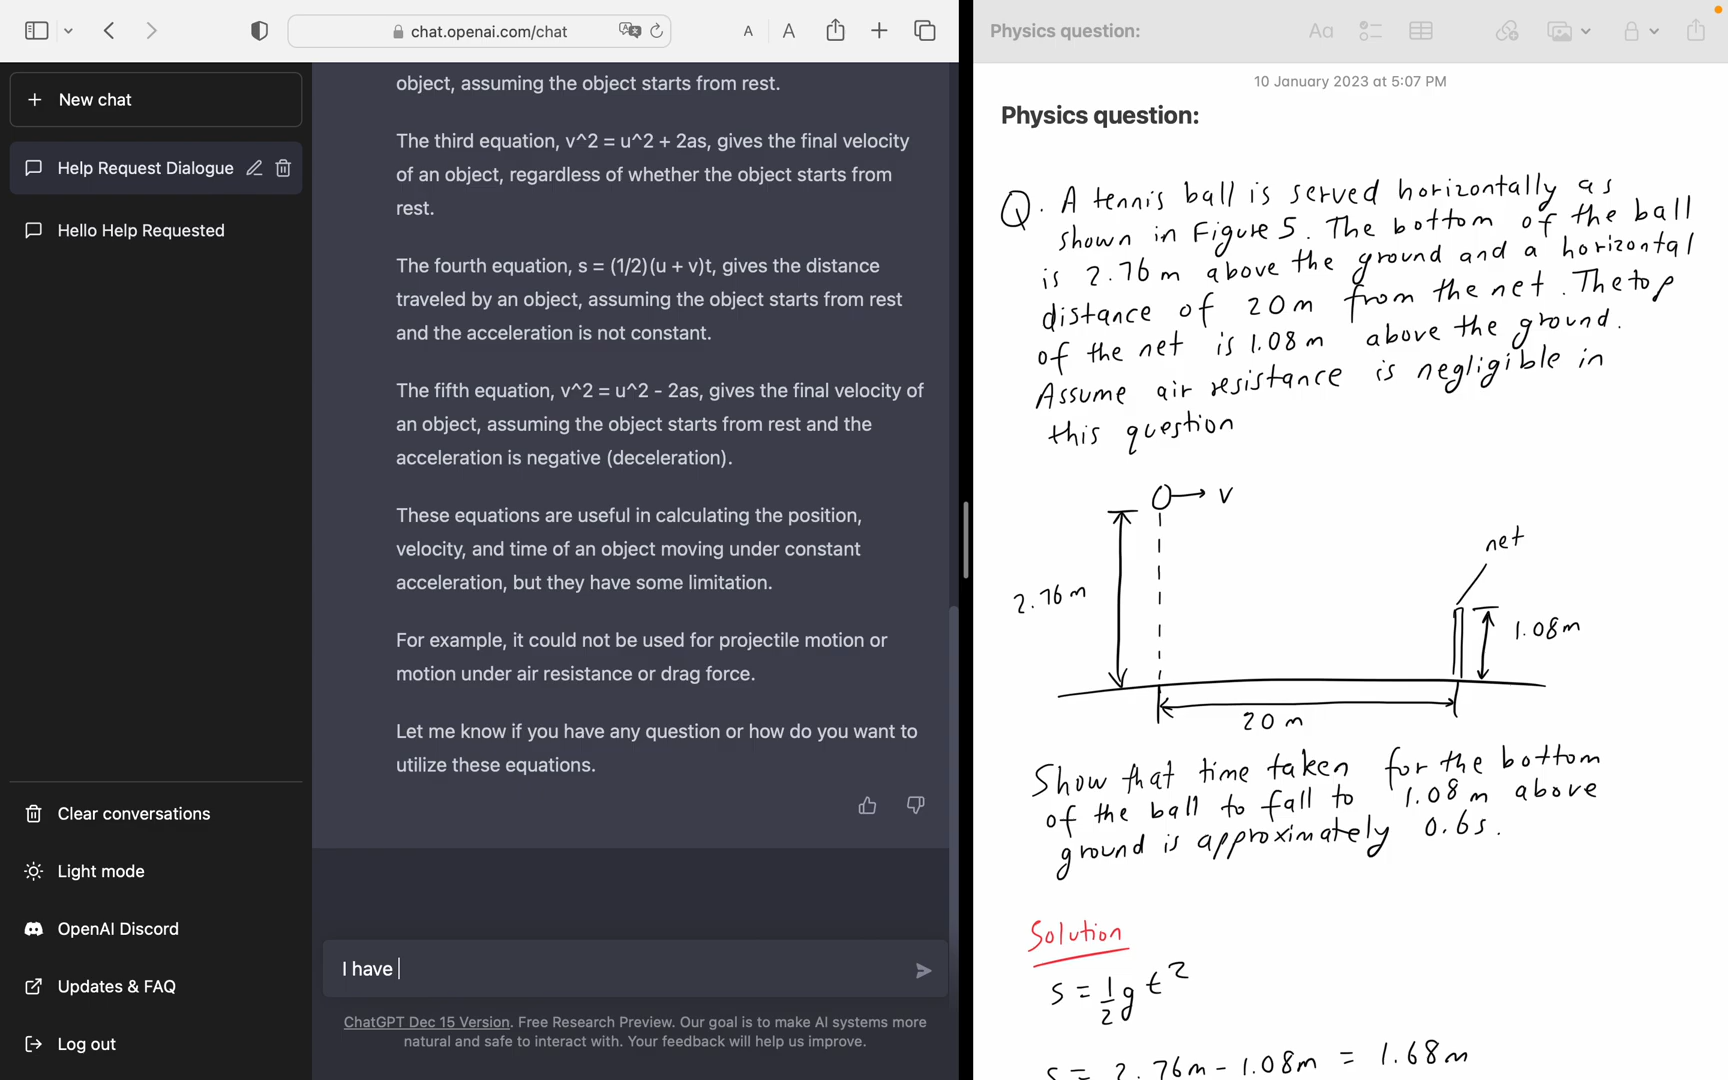 chat.openai.com/chat
A
A
New chat
Help Request Dialogue
Hello Help Requested
Clear conversations
Light mode
OpenAI Discord
Updates & FAQ
Log out
object, assuming the object starts from rest.
The third equation, v^2 = u^2 + 2as, gives the final velocity
of an object, regardless of whether the object starts from
rest.
The fourth equation, s = (1/2)(u + v)t, gives the distance
traveled by an object, assuming the object starts from rest
and the acceleration is not constant.
The fifth equation, v^2 = u^2 - 2as, gives the final velocity of
an object, assuming the object starts from rest and the
acceleration is negative (deceleration).
These equations are useful in calculating the position,
velocity, and time of an object moving under constant
acceleration, but they have some limitation.
For example, it could not be used for projectile motion or
motion under air resistance or drag force.
Let me know if you have any question or how do you want to
utilize these equations.
I have
ChatGPT Dec 15 Version. Free Research Preview. Our goal is to make AI systems more
natural and safe to interact with. Your feedback will help us improve.
Physics question:
Aa
10 January 2023 at 5:07 PM
Physics question:
Q. A tennis ball is served horizontally as
shown in Figure 5. The bottom of the ball
is 2.76 m above the ground and a horizontal
distance of 20 m from the net. The top
of the net is 1.08 m above the ground.
Assume air resistance is negligible in
this question
v
net
2.76 m
1.08 m
20 m
Show that time taken for the bottom
of the ball to fall to 1.08 m above
ground is approximately 0.6 s.
Solution
s = 1/2 g t²
s = 2.76m - 1.08m = 1.68m